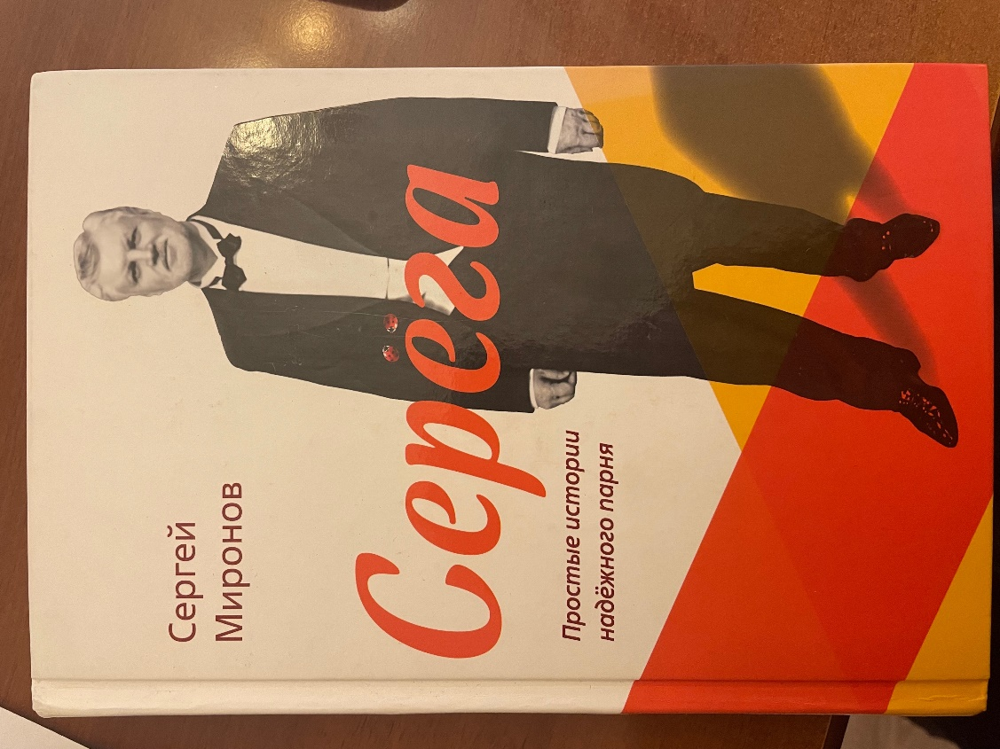 Сергей
Миронов
Серёга
Простые истории
надёжного парня